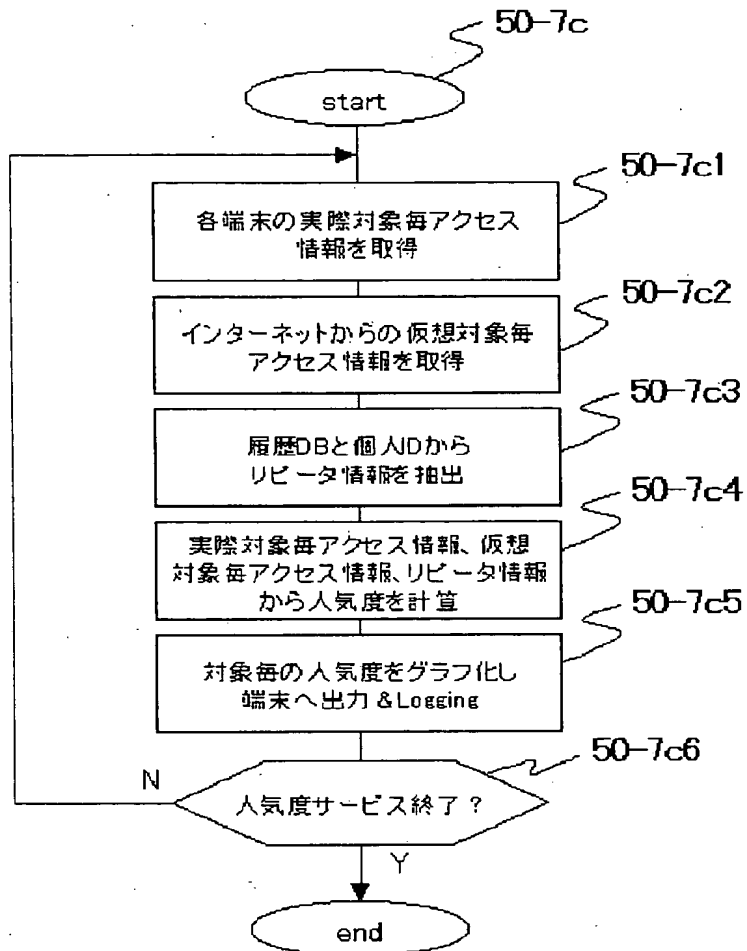 50-7c
start
50-7c1
各端末の実際対象毎アクセス
情報を取得
50-7c2
インターネットからの仮想対象毎
アクセス情報を取得
50-7c3
履歴DBと個人IDから
リピータ情報を抽出
50-7c4
実際対象毎アクセス情報、仮想
対象毎アクセス情報、リピータ情報
から人気度を計算
50-7c5
対象毎の人気度をグラフ化し
端末へ出力&Logging
50-7c6
N
人気度サービス終了?
Y
end